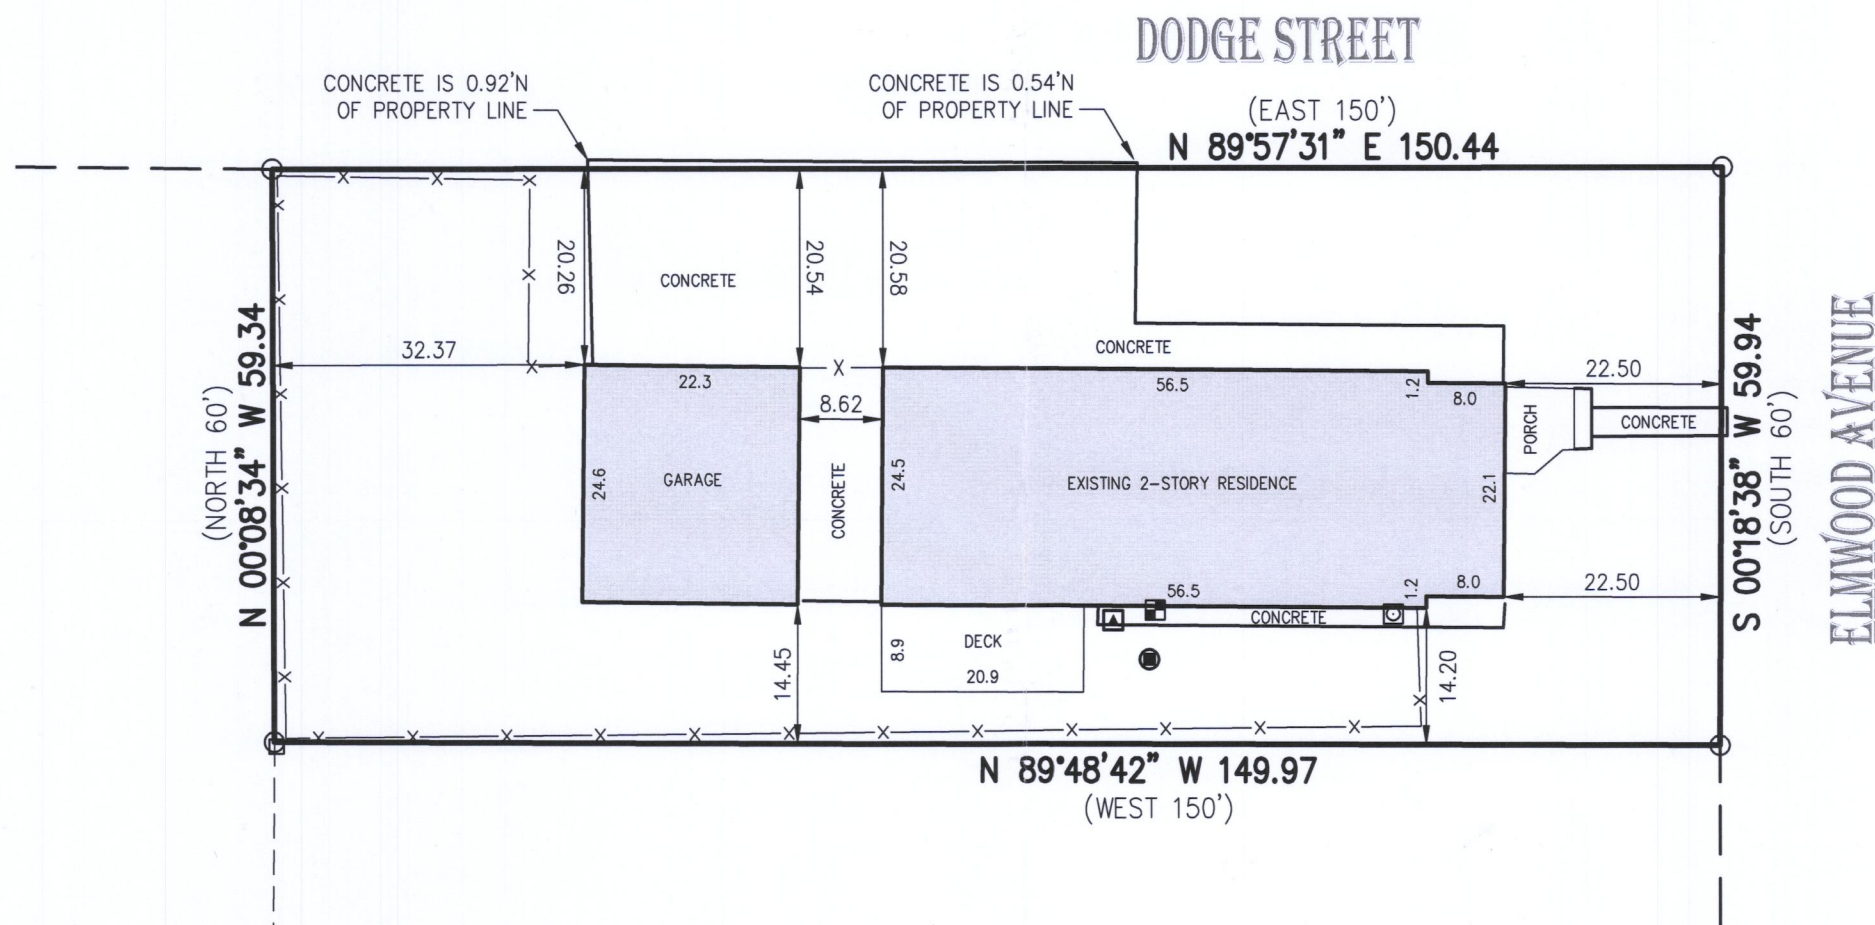 DODGE STREET
CONCRETE IS 0.92'N
OF PROPERTY LINE
CONCRETE IS 0.54'N
OF PROPERTY LINE
(EAST 150')
N 89°57'31" E 150.44
20.26
CONCRETE
20.54
20.58
32.37
CONCRETE
22.50
22.3
8.62
56.5
1.2
8.0
PORCH
CONCRETE
(NORTH 60')
N 00°08'34" W 59.34
24.6
GARAGE
CONCRETE
24.5
EXISTING 2-STORY RESIDENCE
22.1
S 00°18'38" W 59.94
(SOUTH 60')
ELMWOOD AVENUE
56.5
1.2
8.0
22.50
CONCRETE
14.45
8.9
DECK
20.9
14.20
N 89°48'42" W 149.97
(WEST 150')